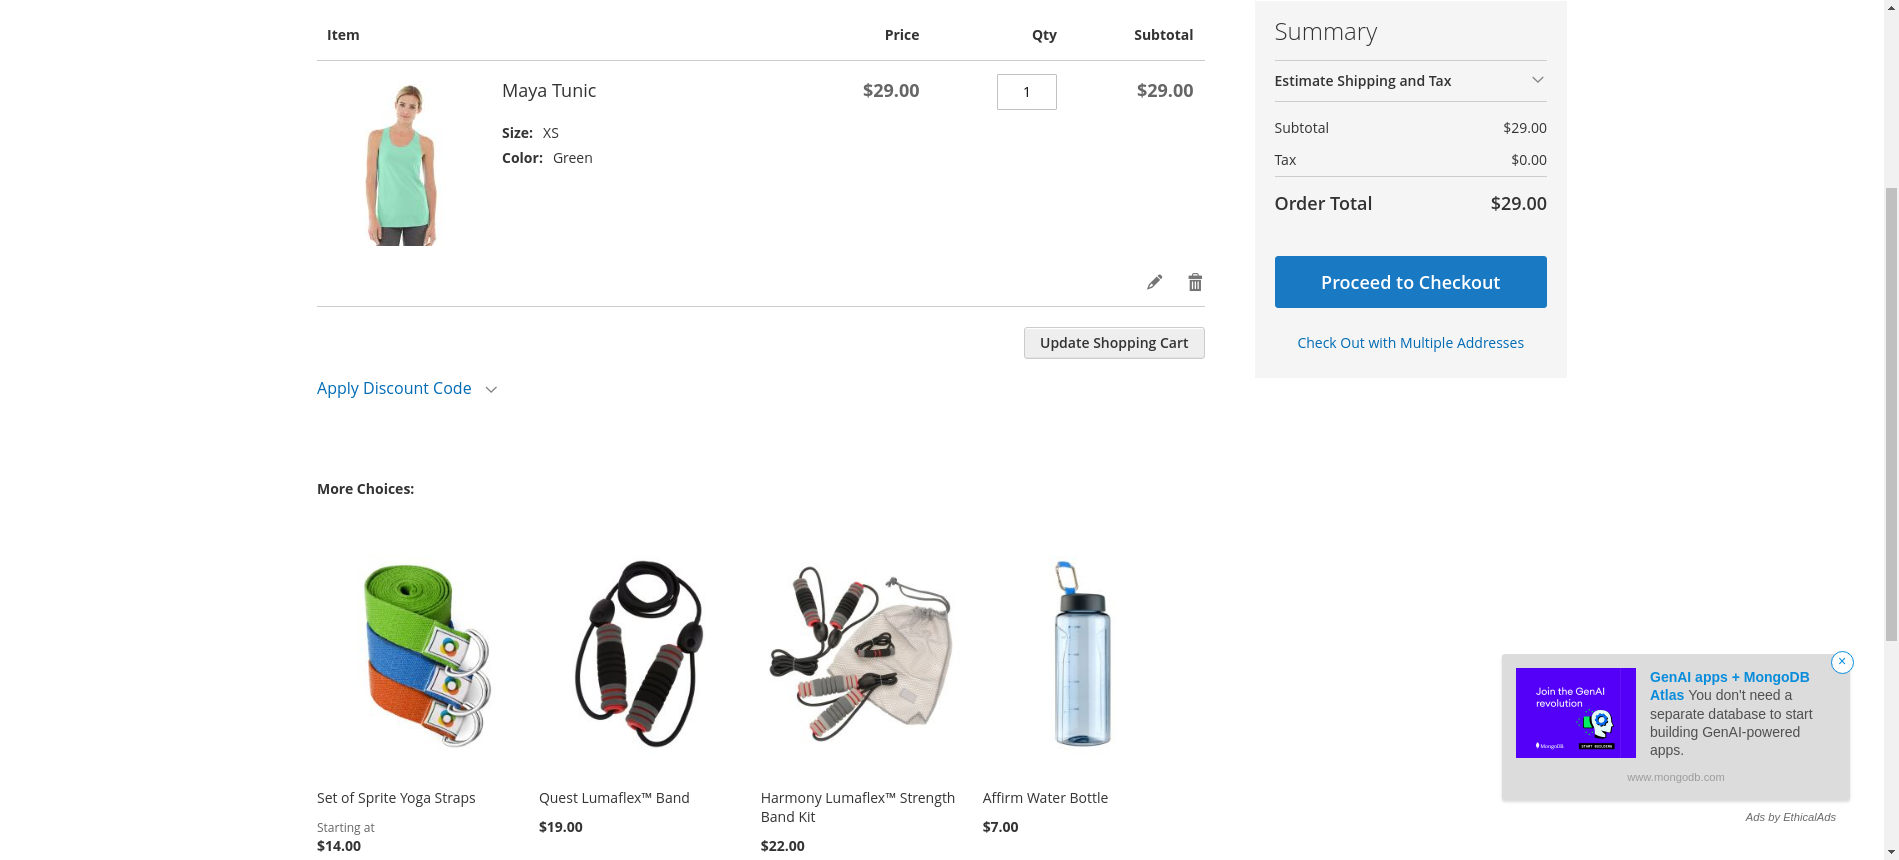 Item Price Qty Subtotal
Maya Tunic $29.00 1 $29.00
Size: XS
Color: Green
Update Shopping Cart
Apply Discount Code
Summary
Estimate Shipping and Tax
Subtotal $29.00
Tax $0.00
Order Total $29.00
Proceed to Checkout
Check Out with Multiple Addresses
More Choices:
Set of Sprite Yoga Straps
Starting at
$14.00
Quest Lumaflex™ Band
$19.00
Harmony Lumaflex™ Strength
Band Kit
$22.00
Affirm Water Bottle
$7.00
Join the GenAI
revolution
MongoDB
START BUILDING
GenAI apps + MongoDB
Atlas You don't need a
separate database to start
building GenAI-powered
apps.
www.mongodb.com
Ads by EthicalAds